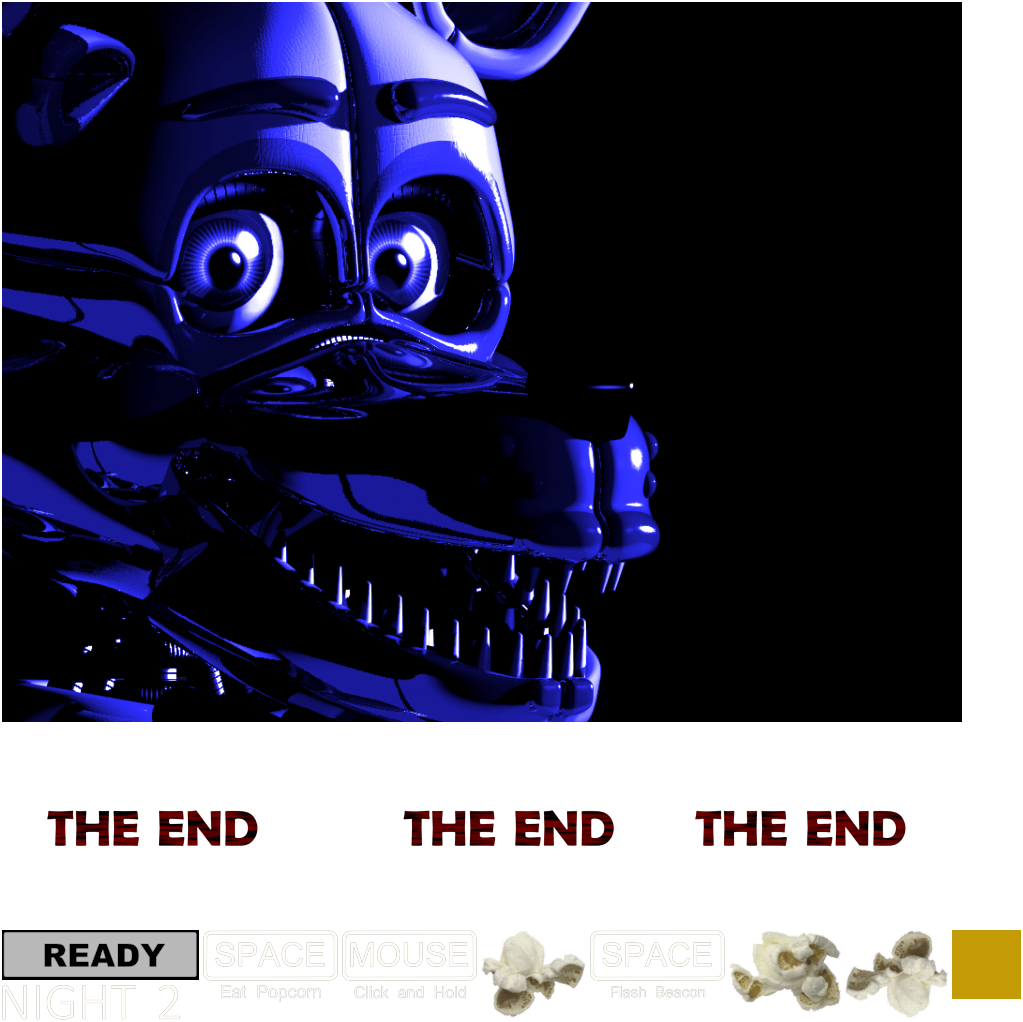 THE END THE END THE END
READY SPACE MOUSE SPACE
NIGHT 2 Eat Popcorn Click and Hold Flash Beacon